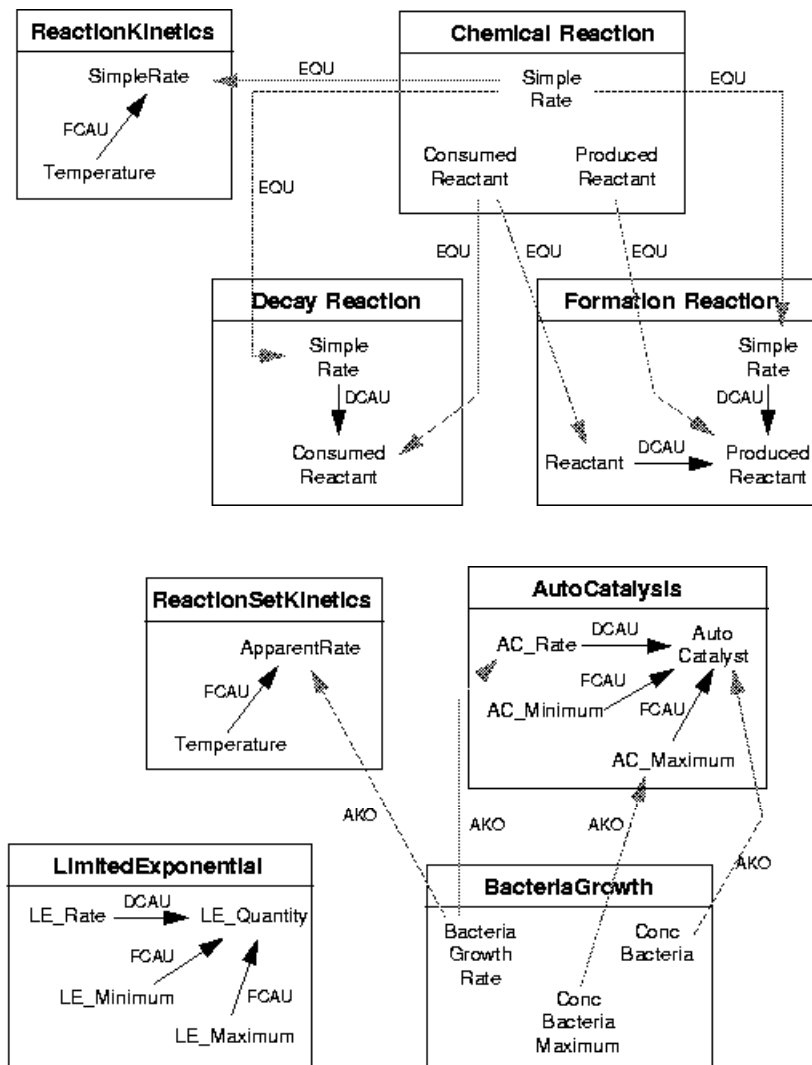 ReactionKinetics
SimpleRate
FCAU
Temperature
EQU
Chemical Reaction
Simple
Rate
Consumed
Reactant
Produced
Reactant
EQU
EQU
EQU
EQU
EQU
Decay Reaction
Simple
Rate
DCAU
Consumed
Reactant
Formation Reaction
Simple
Rate
DCAU
Reactant
DCAU
Produced
Reactant
ReactionSetKinetics
ApparentRate
FCAU
Temperature
AutoCatalysis
AC_Rate
DCAU
Auto
Catalyst
FCAU
AC_Minimum
FCAU
AC_Maximum
AKO
AKO
AKO
AKO
LimitedExponential
LE_Rate
DCAU
LE_Quantity
FCAU
LE_Minimum
FCAU
LE_Maximum
BacteriaGrowth
Bacteria
Growth
Rate
Conc
Bacteria
Conc
Bacteria
Maximum